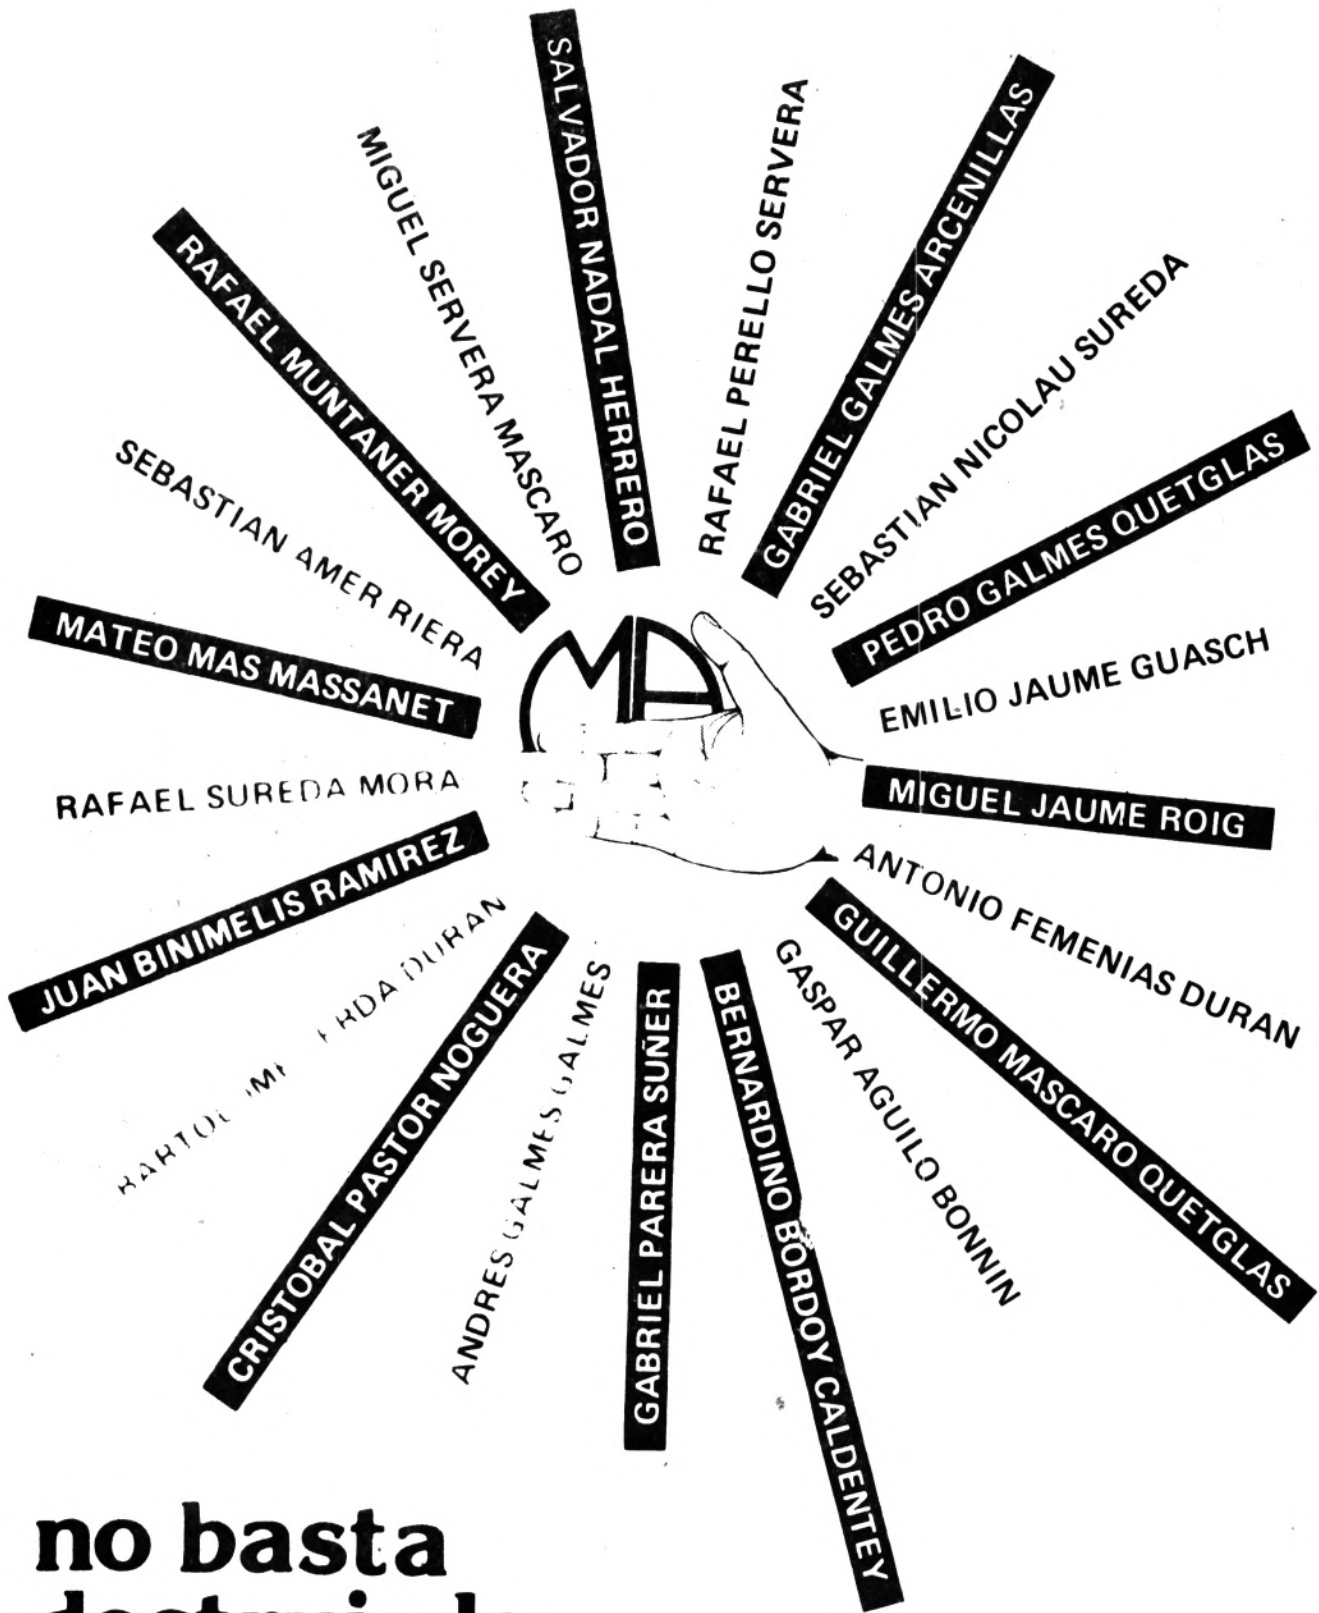 SALVADOR NADAL HERRERO
RAFAEL PERELLO SERVERA
GABRIEL GALMES ARCENILLAS
SEBASTIAN NICOLAU SUREDA
PEDRO GALMES QUETGLAS
EMILIO JAUME GUASCH
MIGUEL JAUME ROIG
ANTONIO FEMENIAS DURAN
GUILLERMO MASCARO QUETGLAS
GASPAR AGUILO BONNIN
BERNARDINO BORDOY CALDENTEY
GABRIEL PARERA SUÑER
ANDRES GALMES GALMES
CRISTOBAL PASTOR NOGUERA
DURAN
JUAN BINIMELIS RAMIREZ
RAFAEL SUREDA MORA
MATEO MAS MASSANET
SEBASTIAN AMER RIERA
RAFAEL MUNTANER MOREY
MIGUEL SERVERA MASCARO
MA
no basta